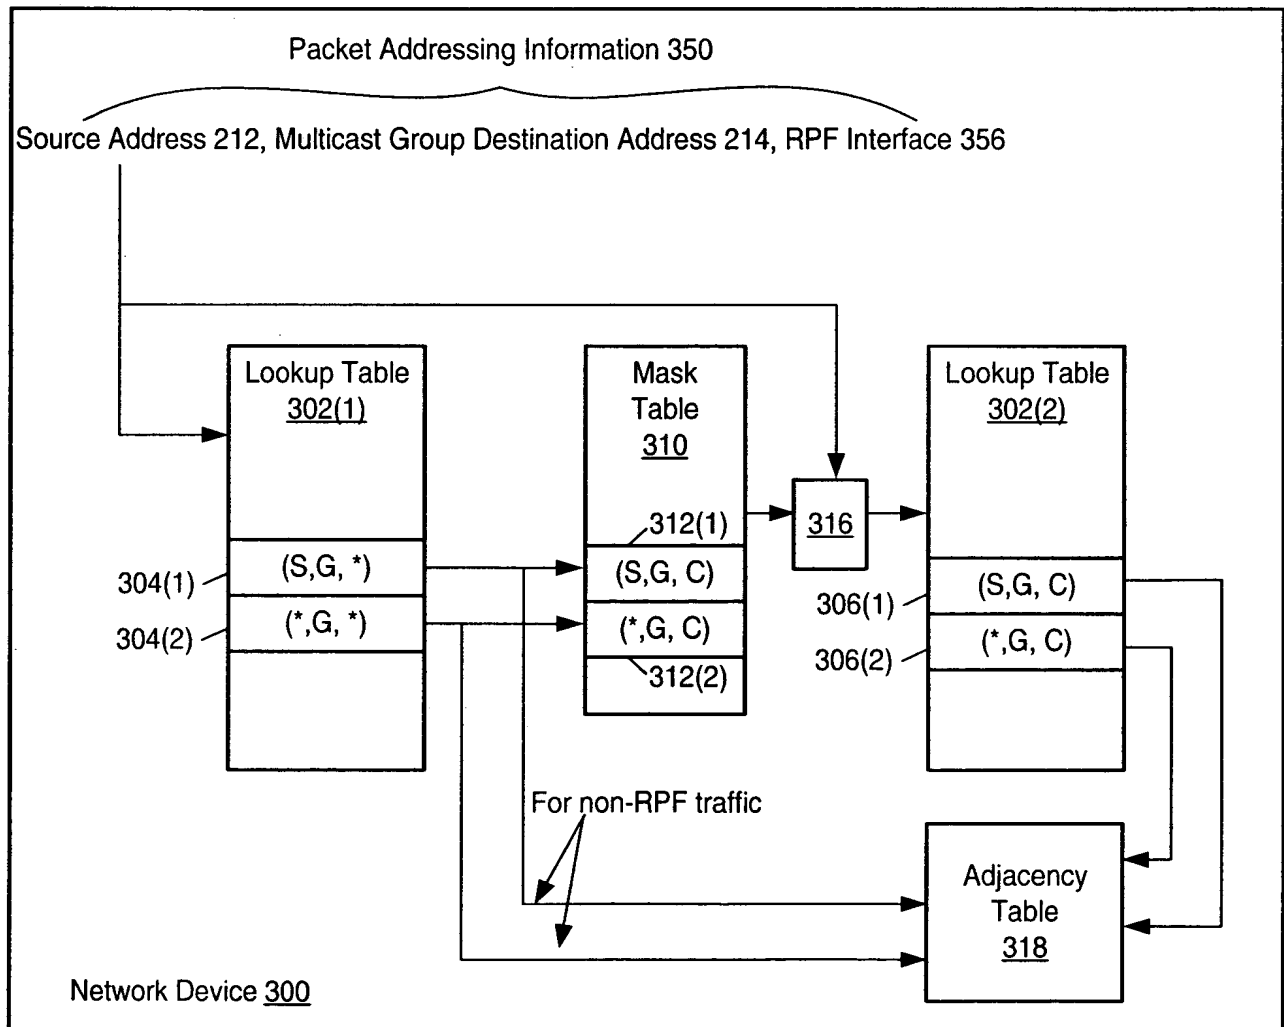 Packet Addressing Information 350
Source Address 212, Multicast Group Destination Address 214, RPF Interface 356
Lookup Table
302(1)
Mask
Table
310
Lookup Table
302(2)
316
312(1)
304(1)
(S,G, *)
(S,G, C)
306(1)
(S,G, C)
304(2)
(*,G, *)
(*,G, C)
306(2)
(*,G, C)
312(2)
For non-RPF traffic
Adjacency
Table
318
Network Device 300